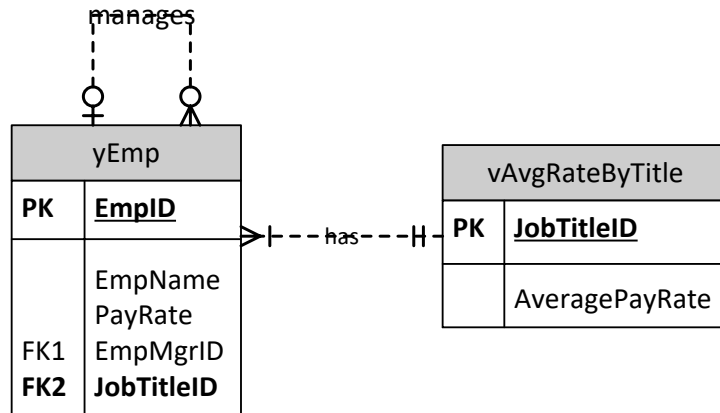 manages
yEmp
PK EmpID
EmpName
PayRate
FK1 EmpMgrID
FK2 JobTitleID
has
vAvgRateByTitle
PK JobTitleID
AveragePayRate